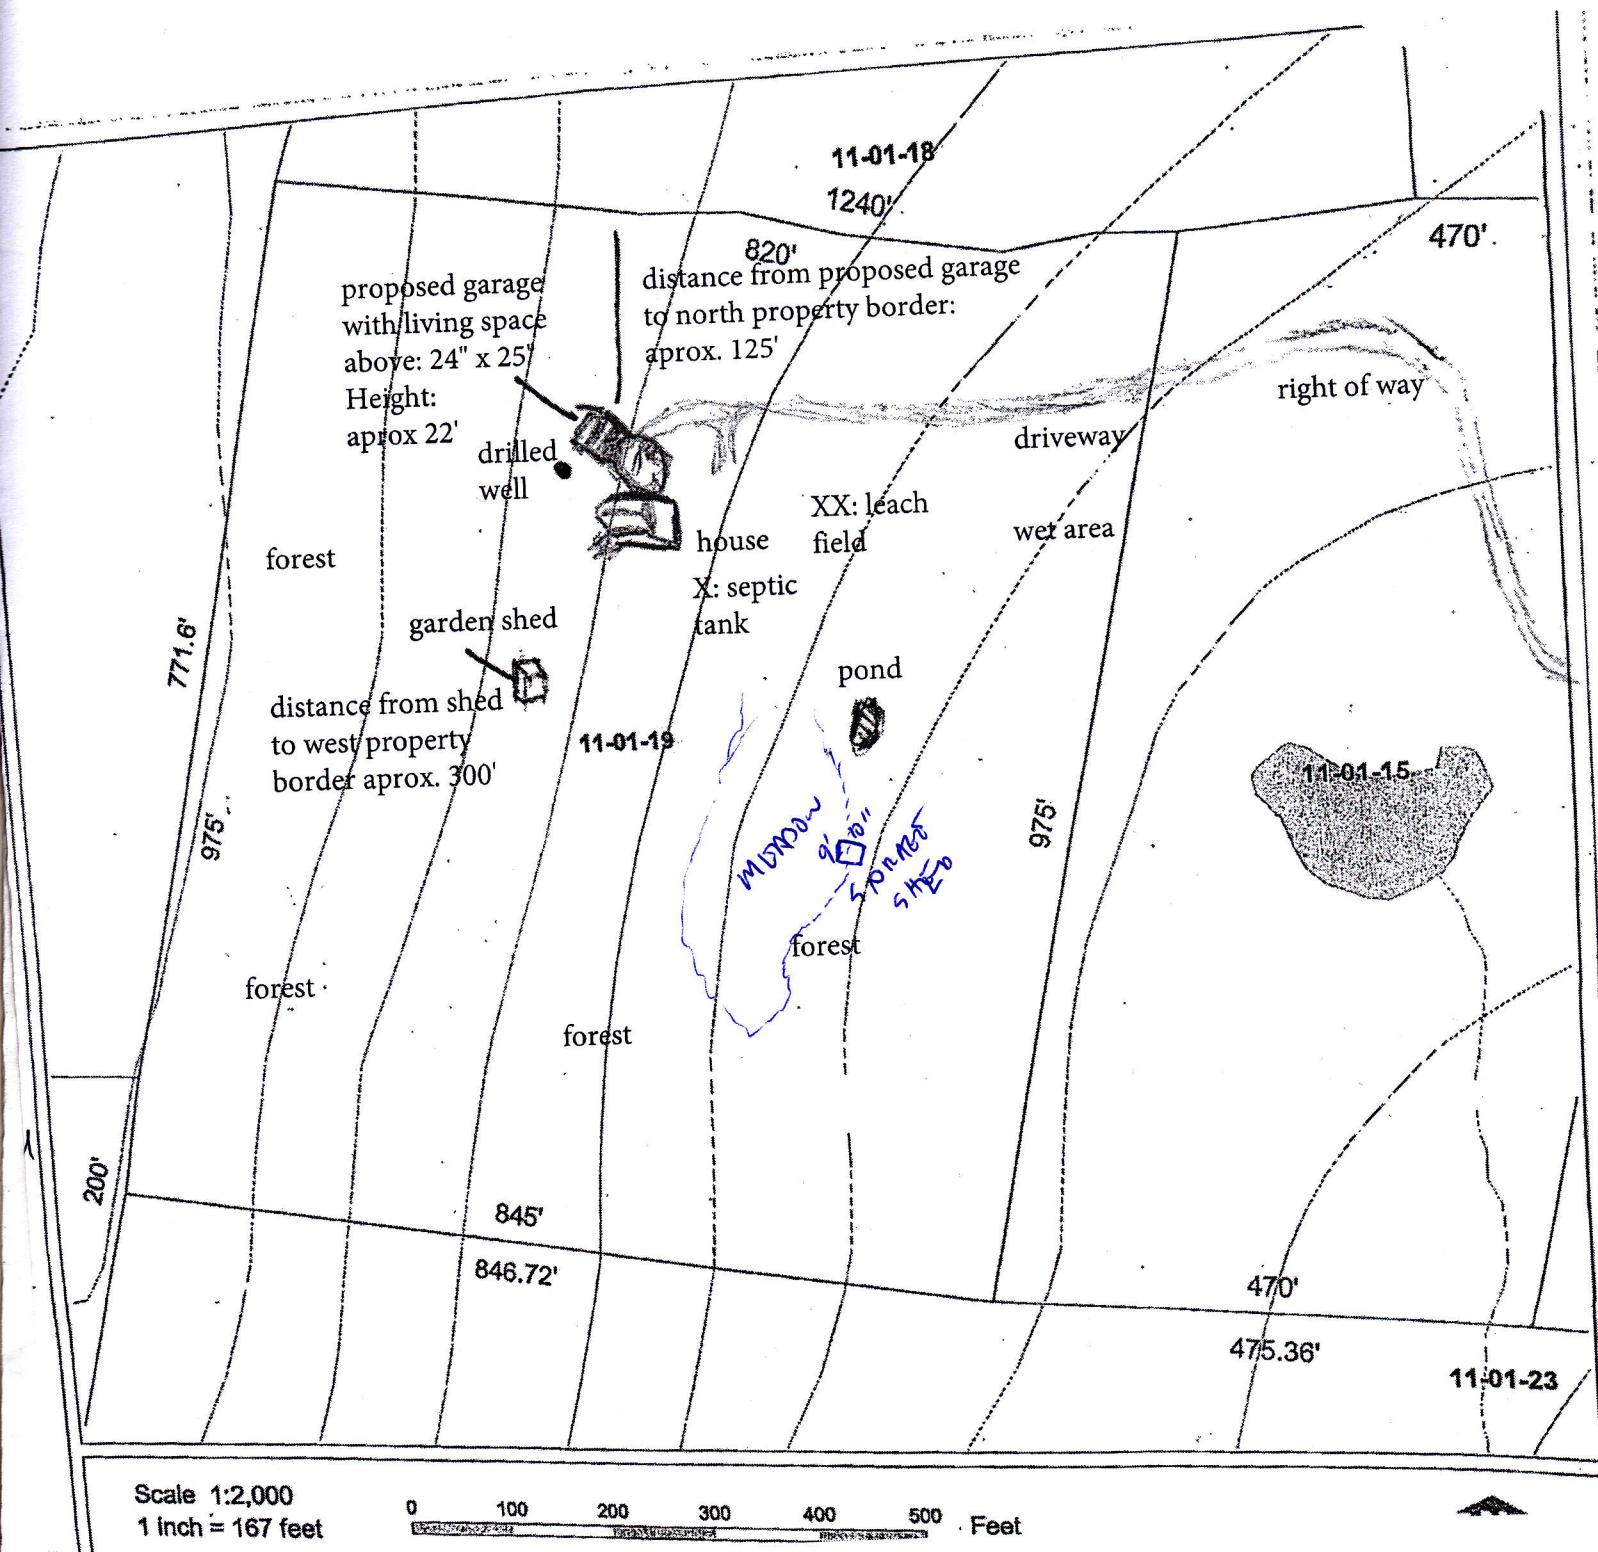 11-01-18
1240'
820'
470'
proposed garage
with living space
above: 24" x 25'
Height:
aprox 22'
distance from proposed garage
to north property border:
aprox. 125'
right of way
driveway
drilled
well
XX: leach
field
wet area
house
forest
X: septic
tank
garden shed
771.6'
pond
distance from shed
to west property
border aprox. 300'
11-01-19
11-01-15
975'
975'
MEADOW
9'
10"
STORAGE
SHED
forest
forest
forest
200'
845'
846.72'
470'
475.36'
11-01-23
Scale 1:2,000
1 inch = 167 feet
0 100 200 300 400 500 Feet